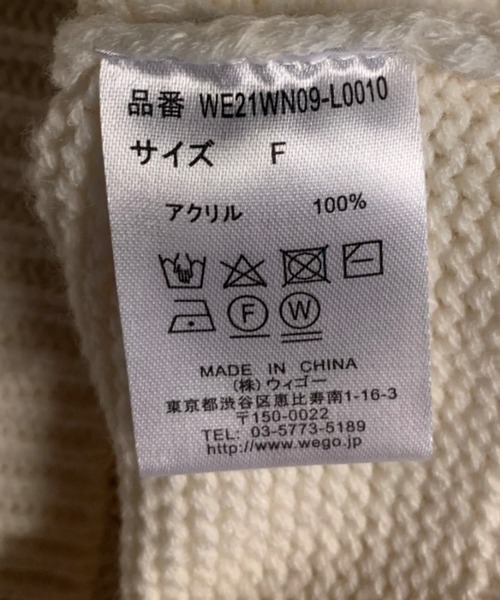 品番 WE21WN09-L0010
サイズ F
アクリル 100%
F W
MADE IN CHINA
(株)ウィゴー
東京都渋谷区恵比寿南1-16-3
〒150-0022
TEL: 03-5773-5189
http://www.wego.jp